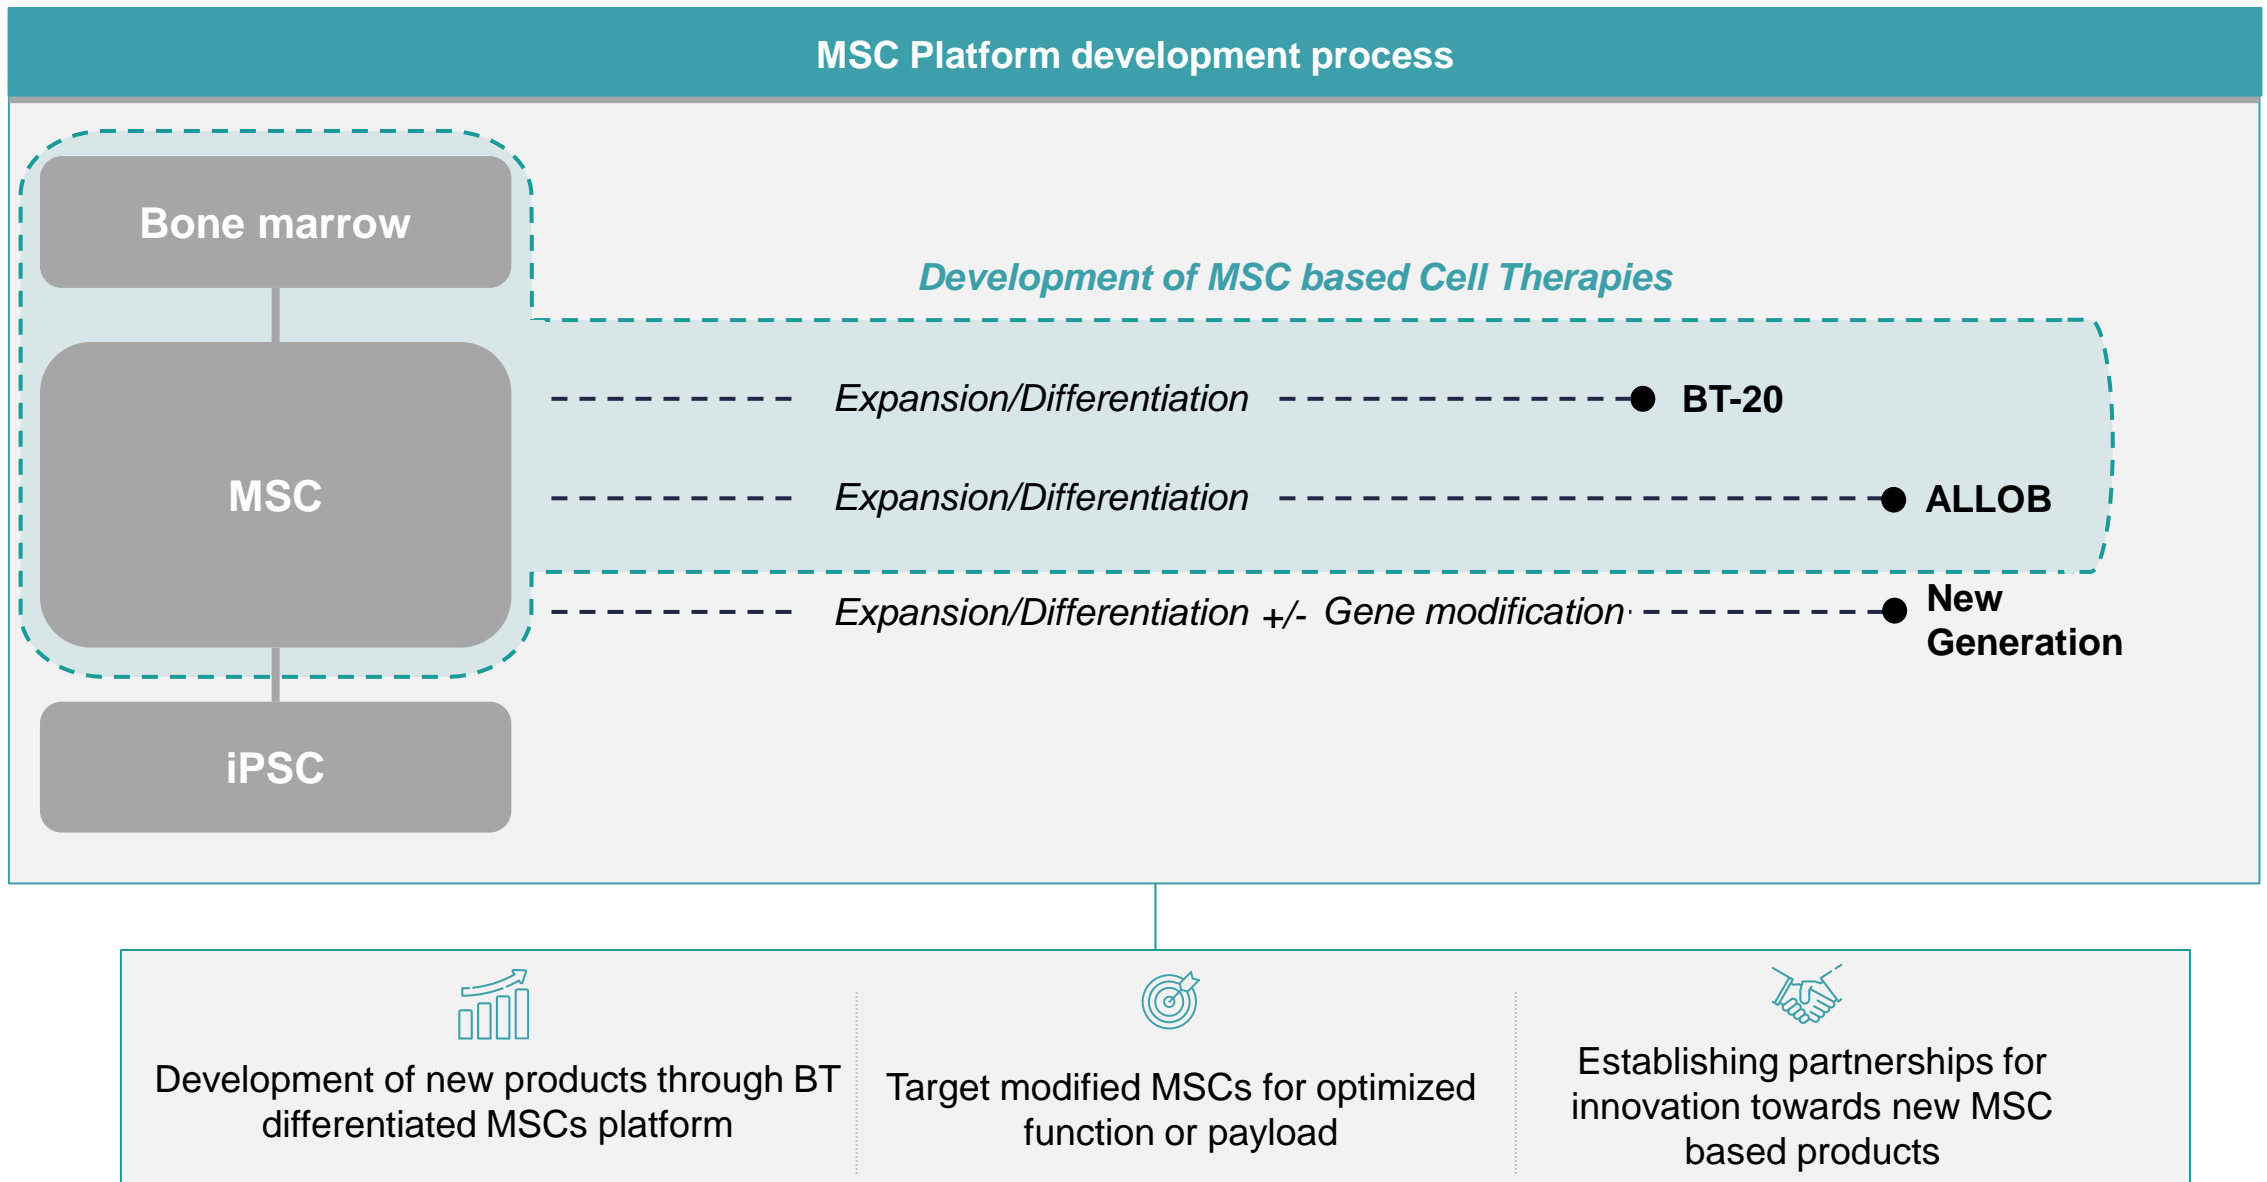 MSC Platform development process
Bone marrow
Development of MSC based Cell Therapies
Expansion/Differentiation
BT-20
MSC
Expansion/Differentiation
ALLOB
Expansion/Differentiation +/- Gene modification
New
Generation
iPSC
Development of new products through BT
differentiated MSCs platform
Target modified MSCs for optimized
function or payload
Establishing partnerships for
innovation towards new MSC
based products